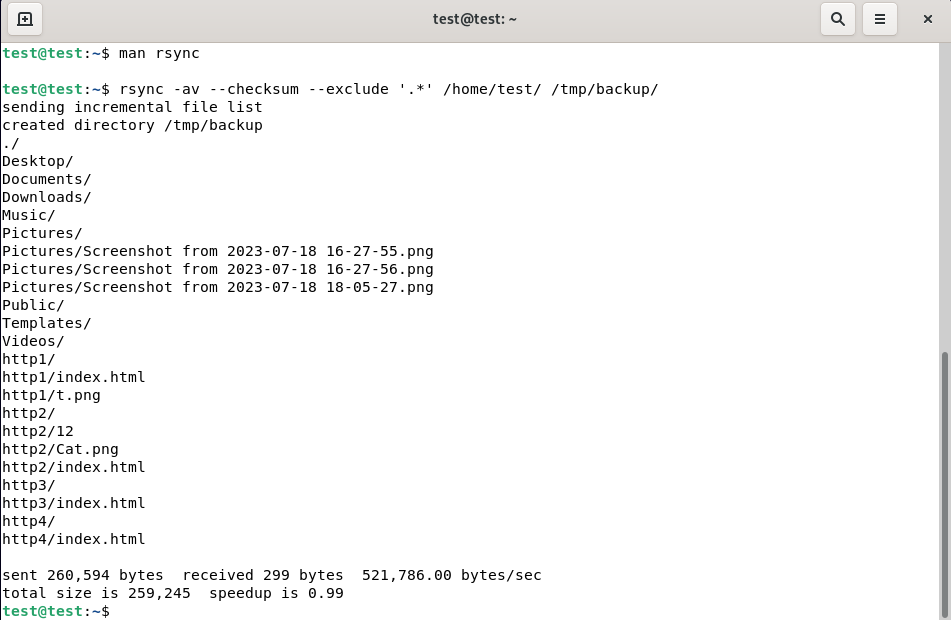 test@test: ~
test@test:~$ man rsync
test@test:~$ rsync -av --checksum --exclude '.*' /home/test/ /tmp/backup/
sending incremental file list
created directory /tmp/backup
./
Desktop/
Documents/
Downloads/
Music/
Pictures/
Pictures/Screenshot from 2023-07-18 16-27-55.png
Pictures/Screenshot from 2023-07-18 16-27-56.png
Pictures/Screenshot from 2023-07-18 18-05-27.png
Public/
Templates/
Videos/
http1/
http1/index.html
http1/t.png
http2/
http2/12
http2/Cat.png
http2/index.html
http3/
http3/index.html
http4/
http4/index.html
sent 260,594 bytes  received 299 bytes  521,786.00 bytes/sec
total size is 259,245  speedup is 0.99
test@test:~$